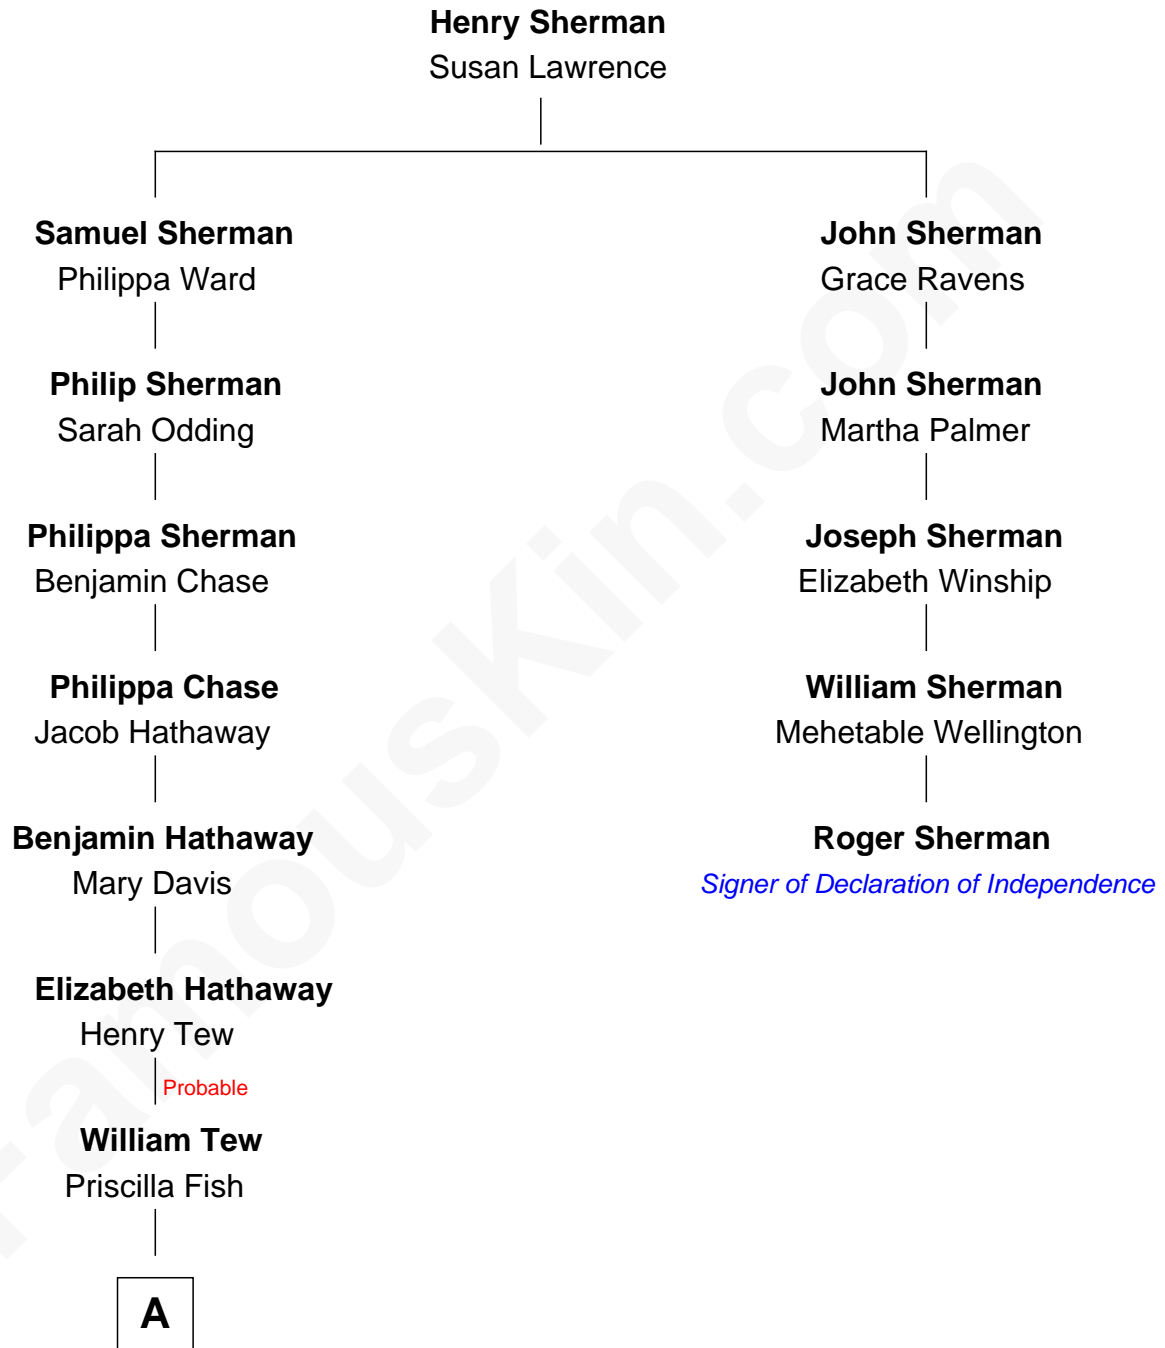 Henry Sherman
Susan Lawrence
Samuel Sherman
Philippa Ward
John Sherman
Grace Ravens
Philip Sherman
Sarah Odding
John Sherman
Martha Palmer
Philippa Sherman
Benjamin Chase
Joseph Sherman
Elizabeth Winship
Philippa Chase
Jacob Hathaway
William Sherman
Mehetable Wellington
Benjamin Hathaway
Mary Davis
Roger Sherman
Signer of Declaration of Independence
Elizabeth Hathaway
Henry Tew
Probable
William Tew
Priscilla Fish
A
FamousKin.com